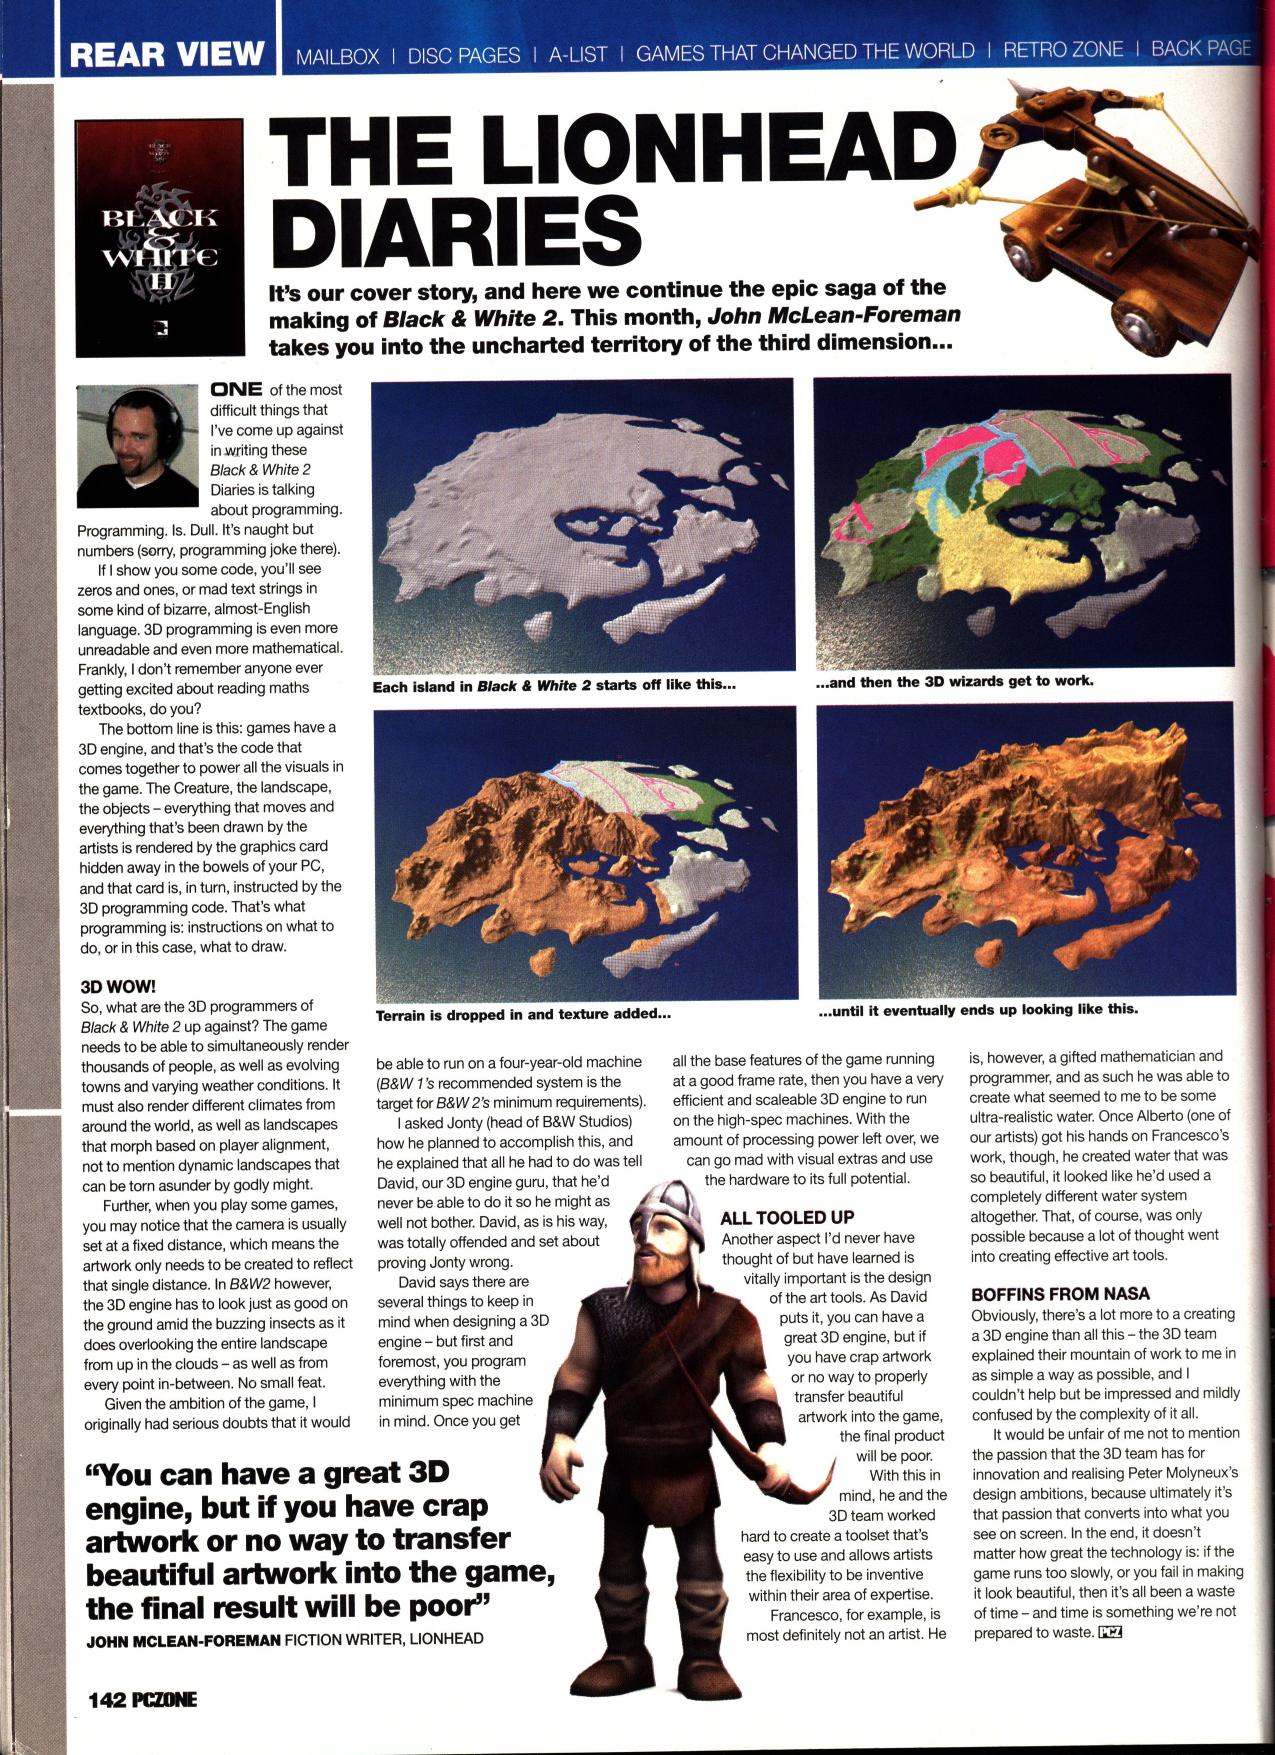 REAR VIEW
MAILBOX | DISC PAGES | A-LIST | GAMES THAT CHANGED THE WORLD | RETRO ZONE | BACK PAGE
BLACK
&
WHITE
II
THE LIONHEAD
DIARIES
It's our cover story, and here we continue the epic saga of the
making of Black & White 2. This month, John McLean-Foreman
takes you into the uncharted territory of the third dimension...
ONE of the most
difficult things that
I've come up against
in writing these
Black & White 2
Diaries is talking
about programming.
Programming. Is. Dull. It's naught but
numbers (sorry, programming joke there).
If I show you some code, you'll see
zeros and ones, or mad text strings in
some kind of bizarre, almost-English
language. 3D programming is even more
unreadable and even more mathematical.
Frankly, I don't remember anyone ever
getting excited about reading maths
textbooks, do you?
The bottom line is this: games have a
3D engine, and that's the code that
comes together to power all the visuals in
the game. The Creature, the landscape,
the objects – everything that moves and
everything that's been drawn by the
artists is rendered by the graphics card
hidden away in the bowels of your PC,
and that card is, in turn, instructed by the
3D programming code. That's what
programming is: instructions on what to
do, or in this case, what to draw.
3D WOW!
So, what are the 3D programmers of
Black & White 2 up against? The game
needs to be able to simultaneously render
thousands of people, as well as evolving
towns and varying weather conditions. It
must also render different climates from
around the world, as well as landscapes
that morph based on player alignment,
not to mention dynamic landscapes that
can be torn asunder by godly might.
Further, when you play some games,
you may notice that the camera is usually
set at a fixed distance, which means the
artwork only needs to be created to reflect
that single distance. In B&W2 however,
the 3D engine has to look just as good on
the ground amid the buzzing insects as it
does overlooking the entire landscape
from up in the clouds – as well as from
every point in-between. No small feat.
Given the ambition of the game, I
originally had serious doubts that it would
Each island in Black & White 2 starts off like this...
...and then the 3D wizards get to work.
Terrain is dropped in and texture added...
...until it eventually ends up looking like this.
be able to run on a four-year-old machine
(B&W 1's recommended system is the
target for B&W 2's minimum requirements).
I asked Jonty (head of B&W Studios)
how he planned to accomplish this, and
he explained that all he had to do was tell
David, our 3D engine guru, that he'd
never be able to do it so he might as
well not bother. David, as is his way,
was totally offended and set about
proving Jonty wrong.
David says there are
several things to keep in
mind when designing a 3D
engine – but first and
foremost, you program
everything with the
minimum spec machine
in mind. Once you get
all the base features of the game running
at a good frame rate, then you have a very
efficient and scaleable 3D engine to run
on the high-spec machines. With the
amount of processing power left over, we
can go mad with visual extras and use
the hardware to its full potential.
ALL TOOLED UP
Another aspect I'd never have
thought of but have learned is
vitally important is the design
of the art tools. As David
puts it, you can have a
great 3D engine, but if
you have crap artwork
or no way to properly
transfer beautiful
artwork into the game,
the final product
will be poor.
With this in
mind, he and the
3D team worked
hard to create a toolset that's
easy to use and allows artists
the flexibility to be inventive
within their area of expertise.
Francesco, for example, is
most definitely not an artist. He
is, however, a gifted mathematician and
programmer, and as such he was able to
create what seemed to me to be some
ultra-realistic water. Once Alberto (one of
our artists) got his hands on Francesco's
work, though, he created water that was
so beautiful, it looked like he'd used a
completely different water system
altogether. That, of course, was only
possible because a lot of thought went
into creating effective art tools.
BOFFINS FROM NASA
Obviously, there's a lot more to a creating
a 3D engine than all this – the 3D team
explained their mountain of work to me in
as simple a way as possible, and I
couldn't help but be impressed and mildly
confused by the complexity of it all.
It would be unfair of me not to mention
the passion that the 3D team has for
innovation and realising Peter Molyneux's
design ambitions, because ultimately it's
that passion that converts into what you
see on screen. In the end, it doesn't
matter how great the technology is: if the
game runs too slowly, or you fail in making
it look beautiful, then it's all been a waste
of time – and time is something we're not
prepared to waste. PCZ
“You can have a great 3D
engine, but if you have crap
artwork or no way to transfer
beautiful artwork into the game,
the final result will be poor”
JOHN MCLEAN-FOREMAN FICTION WRITER, LIONHEAD
142 PCZONE